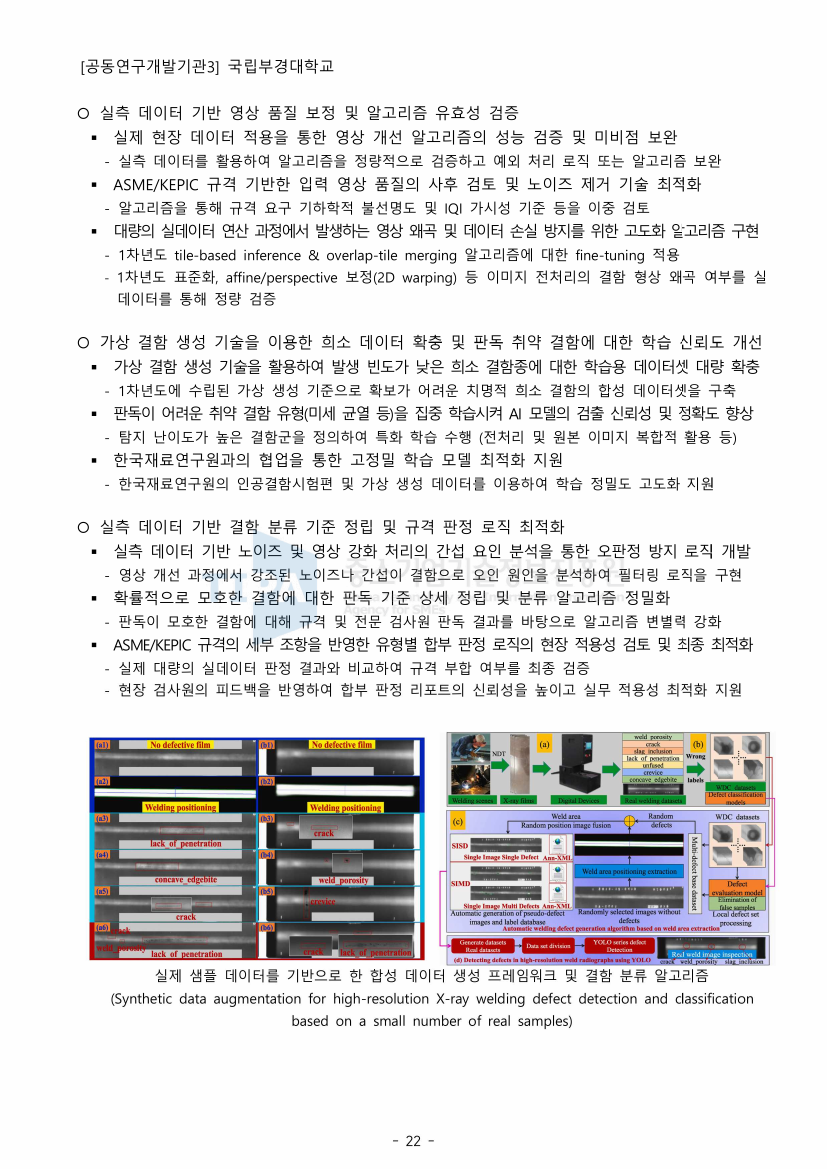 [공동연구개발기관3] 국립부경대학교
○ 실측 데이터 기반 영상 품질 보정 및 알고리즘 유효성 검증
▪ 실제 현장 데이터 적용을 통한 영상 개선 알고리즘의 성능 검증 및 미비점 보완
- 실측 데이터를 활용하여 알고리즘을 정량적으로 검증하고 예외 처리 로직 또는 알고리즘 보완
▪ ASME/KEPIC 규격 기반한 입력 영상 품질의 사후 검토 및 노이즈 제거 기술 최적화
- 알고리즘을 통해 규격 요구 기하학적 불선명도 및 IQI 가시성 기준 등을 이중 검토
▪ 대량의 실데이터 연산 과정에서 발생하는 영상 왜곡 및 데이터 손실 방지를 위한 고도화 알고리즘 구현
- 1차년도 tile-based inference & overlap-tile merging 알고리즘에 대한 fine-tuning 적용
- 1차년도 표준화, affine/perspective 보정(2D warping) 등 이미지 전처리의 결함 형상 왜곡 여부를 실
데이터를 통해 정량 검증
○ 가상 결함 생성 기술을 이용한 희소 데이터 확충 및 판독 취약 결함에 대한 학습 신뢰도 개선
▪ 가상 결함 생성 기술을 활용하여 발생 빈도가 낮은 희소 결함종에 대한 학습용 데이터셋 대량 확충
- 1차년도에 수립된 가상 생성 기준으로 확보가 어려운 치명적 희소 결함의 합성 데이터셋을 구축
▪ 판독이 어려운 취약 결함 유형(미세 균열 등)을 집중 학습시켜 AI 모델의 검출 신뢰성 및 정확도 향상
- 탐지 난이도가 높은 결함군을 정의하여 특화 학습 수행 (전처리 및 원본 이미지 복합적 활용 등)
▪ 한국재료연구원과의 협업을 통한 고정밀 학습 모델 최적화 지원
- 한국재료연구원의 인공결함시험편 및 가상 생성 데이터를 이용하여 학습 정밀도 고도화 지원
○ 실측 데이터 기반 결함 분류 기준 정립 및 규격 판정 로직 최적화
▪ 실측 데이터 기반 노이즈 및 영상 강화 처리의 간섭 요인 분석을 통한 오판정 방지 로직 개발
- 영상 개선 과정에서 강조된 노이즈나 간섭이 결함으로 오인 원인을 분석하여 필터링 로직을 구현
▪ 확률적으로 모호한 결함에 대한 판독 기준 상세 정립 및 분류 알고리즘 정밀화
- 판독이 모호한 결함에 대해 규격 및 전문 검사원 판독 결과를 바탕으로 알고리즘 변별력 강화
▪ ASME/KEPIC 규격의 세부 조항을 반영한 유형별 합부 판정 로직의 현장 적용성 검토 및 최종 최적화
- 실제 대량의 실데이터 판정 결과와 비교하여 규격 부합 여부를 최종 검증
- 현장 검사원의 피드백을 반영하여 합부 판정 리포트의 신뢰성을 높이고 실무 적용성 최적화 지원
중소기업기술정보진흥원
Agency for SMEs
(a1) No defective film
(a2)
Welding positioning
(a3)
lack_of_penetration
(a4)
concave_edgebite
(a5)
crack
(a6) crack
weld_porosity lack_of_penetration
(b1) No defective film
(b2)
Welding positioning
(b3)
crack
(b4)
weld_porosity
(b5)
crevice
(b6)
crack lack_of_penetration
(a)
NDT
Welding scenes X-ray films Digital Devices Real welding datasets
weld_porosity
crack
slag_inclusion
lack_of_penetration
unfused
crevice
concave_edgebite
(b)
Wrong
labels
WDC datasets
Defect classification
models
(c)
Weld area
Random position image fusion
Random
defects
WDC datasets
SISD
Single Image Single Defect Ann-XML
SIMD
Single Image Multi Defects Ann-XML
Automatic generation of pseudo-defect
images and label database
Weld area positioning extraction
Randomly selected images without
defects
Multi-defect base dataset
Defect
evaluation model
Elimination of
false samples
Local defect set
processing
Automatic welding defect generation algorithm based on weld area extraction
Generate datasets
Real datasets
Data set division
YOLO series defect
Detection
Real weld image inspection
crack weld_porosity slag_inclusion
(d) Detecting defects in high-resolution weld radiographs using YOLO
실제 샘플 데이터를 기반으로 한 합성 데이터 생성 프레임워크 및 결함 분류 알고리즘
(Synthetic data augmentation for high-resolution X-ray welding defect detection and classification
based on a small number of real samples)
- 22 -